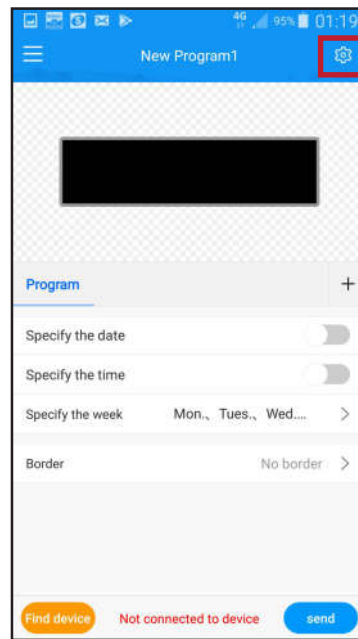 4G 95% 01:19
New Program1
Program +
Specify the date
Specify the time
Specify the week Mon.、Tues.、Wed....
Border No border
Find device Not connected to device send